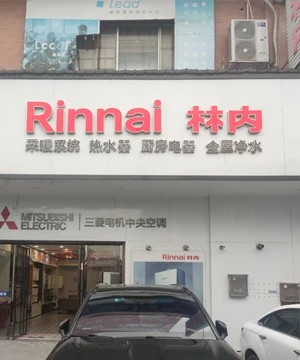 Lead
Rinnai 林内
采暖系统 热水器 厨房电器 全屋净水
MITSUBISHI
ELECTRIC
三菱电机中央空调
Rinnai 林内